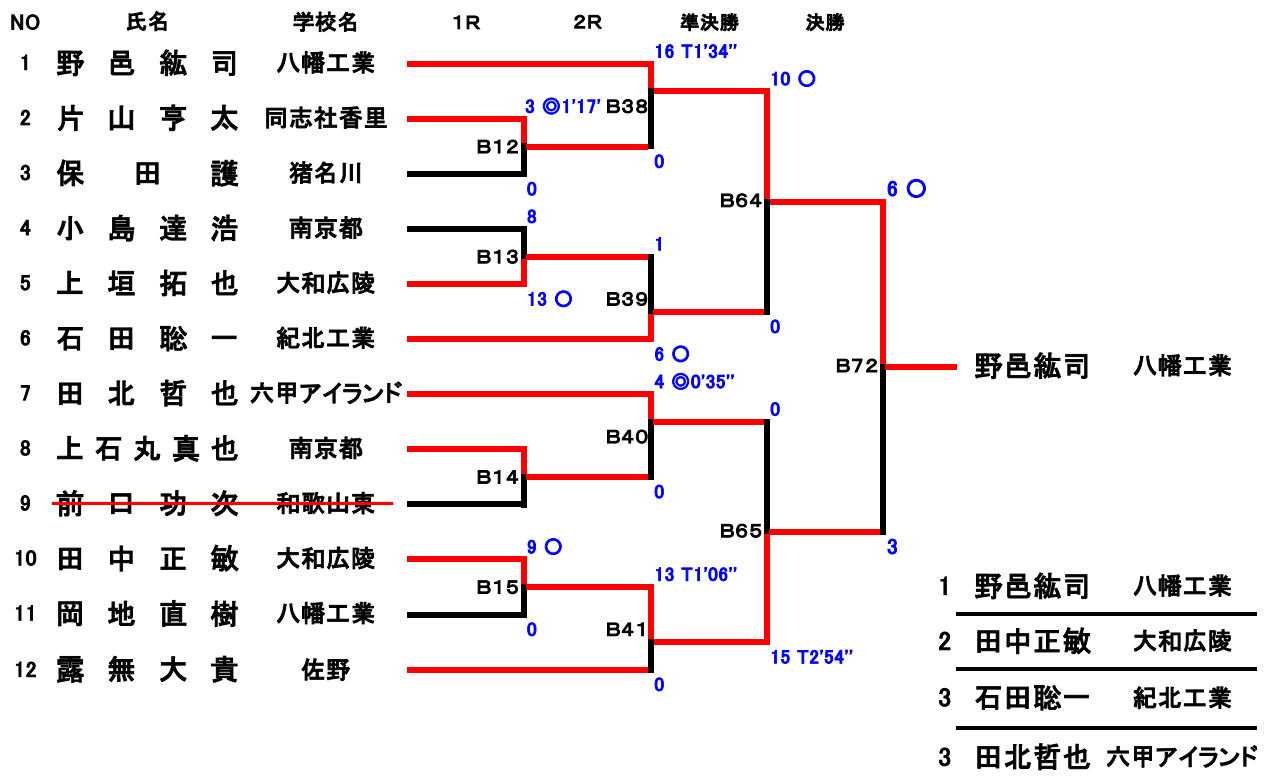 NO 氏名 学校名 1R 2R 準決勝 決勝
16 T1'34"
1 野邑紘司 八幡工業
10 ○
3 ◎1'17' B38
2 片山亨太 同志社香里
B12
0
3 保田護 猪名川
0
6 ○
B64
8
4 小島達浩 南京都
1
B13
5 上垣拓也 大和広陵
13 ○ B39
0
6 石田聡一 紀北工業
6 ○
B72 野邑紘司 八幡工業
4 ◎0'35"
7 田北哲也 六甲アイランド
0
B40
8 上石丸真也 南京都
B14
0
9 前口功次 和歌山東
B65
9 ○
3
10 田中正敏 大和広陵
13 T1'06"
B15
1 野邑紘司 八幡工業
11 岡地直樹 八幡工業
0 B41
2 田中正敏 大和広陵
15 T2'54"
12 露無大貴 佐野
0
3 石田聡一 紀北工業
3 田北哲也 六甲アイランド